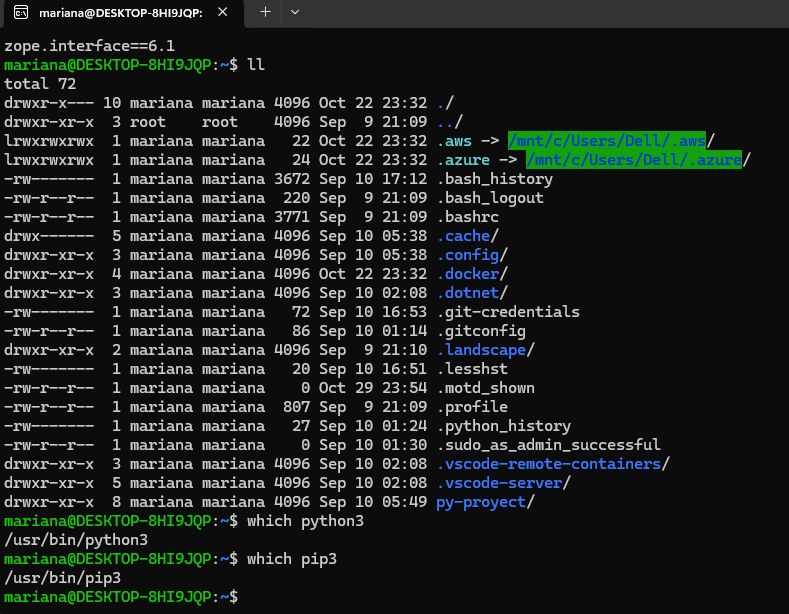 mariana@DESKTOP-8HI9JQP:
zope.interface==6.1
mariana@DESKTOP-8HI9JQP:~$ ll
total 72
drwxr-x--- 10 mariana mariana 4096 Oct 22 23:32 ./
drwxr-xr-x  3 root    root    4096 Sep  9 21:09 ../
lrwxrwxrwx  1 mariana mariana   22 Oct 22 23:32 .aws -> /mnt/c/Users/Dell/.aws/
lrwxrwxrwx  1 mariana mariana   24 Oct 22 23:32 .azure -> /mnt/c/Users/Dell/.azure/
-rw-------  1 mariana mariana 3672 Sep 10 17:12 .bash_history
-rw-r--r--  1 mariana mariana  220 Sep  9 21:09 .bash_logout
-rw-r--r--  1 mariana mariana 3771 Sep  9 21:09 .bashrc
drwx------  5 mariana mariana 4096 Sep 10 05:38 .cache/
drwxr-xr-x  3 mariana mariana 4096 Sep 10 05:38 .config/
drwxr-xr-x  4 mariana mariana 4096 Oct 22 23:32 .docker/
drwxr-xr-x  3 mariana mariana 4096 Sep 10 02:08 .dotnet/
-rw-------  1 mariana mariana   72 Sep 10 16:53 .git-credentials
-rw-r--r--  1 mariana mariana   86 Sep 10 01:14 .gitconfig
drwxr-xr-x  2 mariana mariana 4096 Sep  9 21:10 .landscape/
-rw-------  1 mariana mariana   20 Sep 10 16:51 .lesshst
-rw-r--r--  1 mariana mariana    0 Oct 29 23:54 .motd_shown
-rw-r--r--  1 mariana mariana  807 Sep  9 21:09 .profile
-rw-------  1 mariana mariana   27 Sep 10 01:24 .python_history
-rw-r--r--  1 mariana mariana    0 Sep 10 01:30 .sudo_as_admin_successful
drwxr-xr-x  3 mariana mariana 4096 Sep 10 02:08 .vscode-remote-containers/
drwxr-xr-x  5 mariana mariana 4096 Sep 10 02:08 .vscode-server/
drwxr-xr-x  8 mariana mariana 4096 Sep 10 05:49 py-proyect/
mariana@DESKTOP-8HI9JQP:~$ which python3
/usr/bin/python3
mariana@DESKTOP-8HI9JQP:~$ which pip3
/usr/bin/pip3
mariana@DESKTOP-8HI9JQP:~$